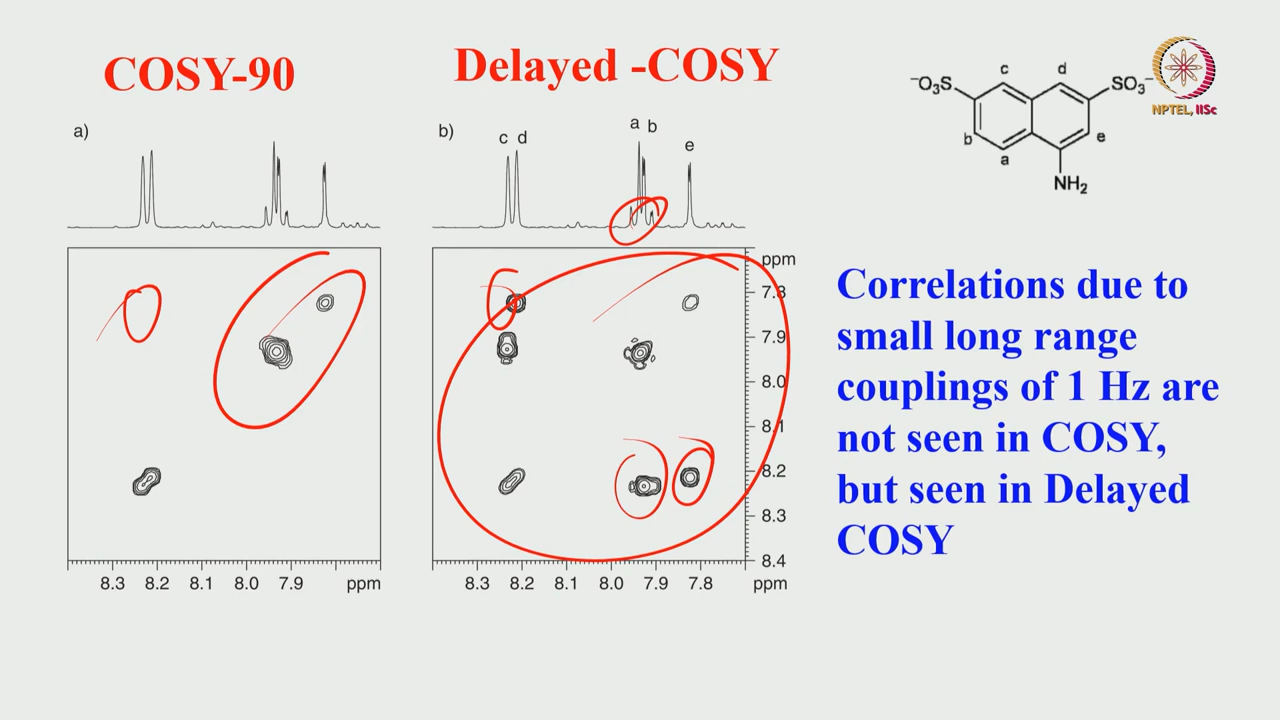 COSY-90
Delayed -COSY
a)
b)
c d
a b
e
⁻O₃S
c
d
SO₃⁻
b
a
e
NH₂
NPTEL, IISc
ppm
7.3
7.9
8.0
8.1
8.2
8.3
8.4
8.3 8.2 8.1 8.0 7.9 ppm
8.3 8.2 8.1 8.0 7.9 7.8 ppm
Correlations due to
small long range
couplings of 1 Hz are
not seen in COSY,
but seen in Delayed
COSY